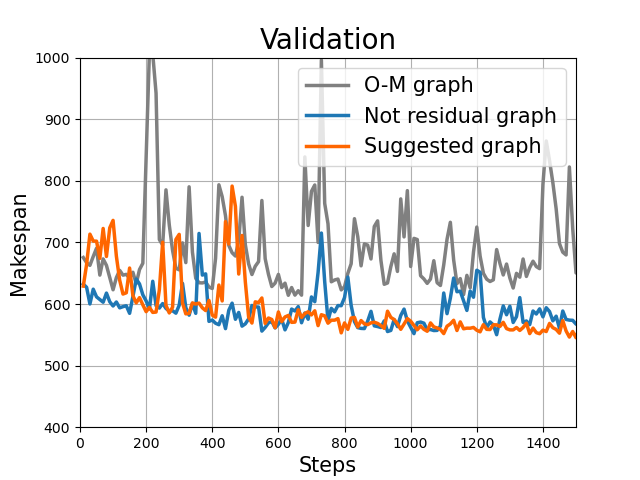 Validation
O-M graph
Not residual graph
Suggested graph
Makespan
1000
900
800
700
600
500
400
0 200 400 600 800 1000 1200 1400
Steps